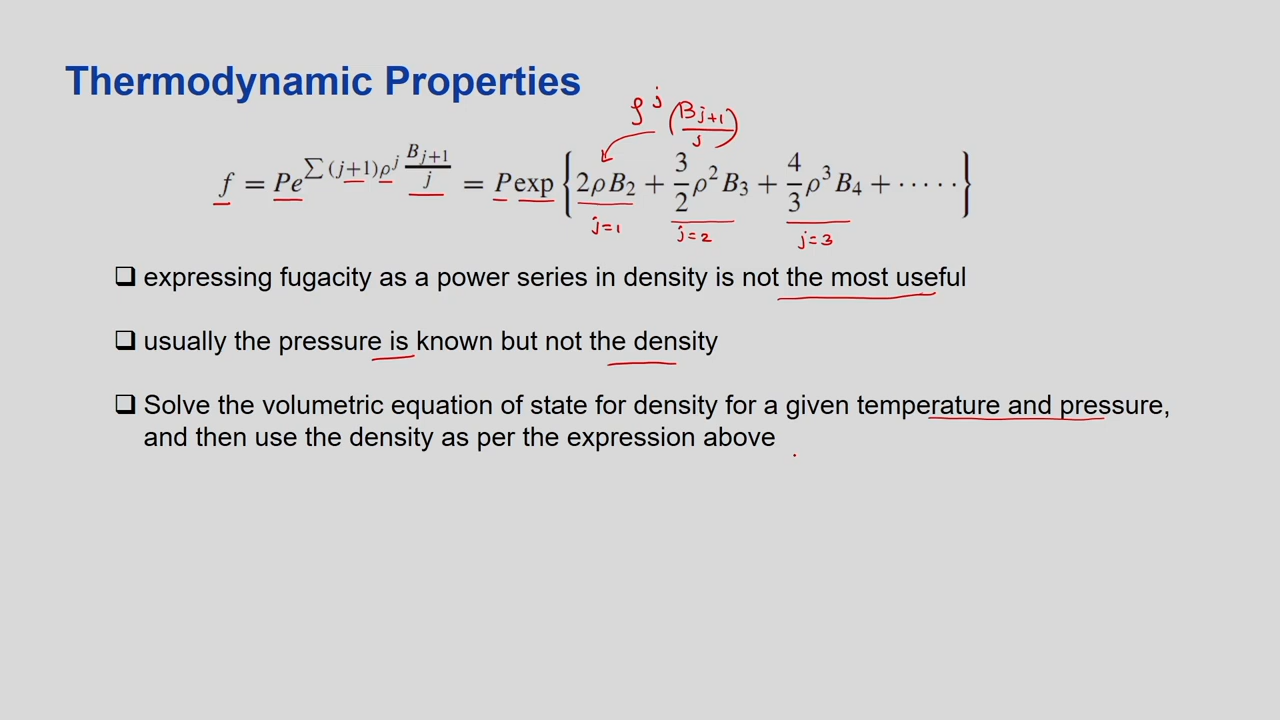 Thermodynamic Properties
ρ^j (B_{j+1}/j)
f = Pe^{∑(j+1)ρ^j B_{j+1}/j} = P exp {2ρB_2 + 3/2 ρ^2 B_3 + 4/3 ρ^3 B_4 + ·····}
j=1 j=2 j=3
❑ expressing fugacity as a power series in density is not the most useful
❑ usually the pressure is known but not the density
❑ Solve the volumetric equation of state for density for a given temperature and pressure,
and then use the density as per the expression above